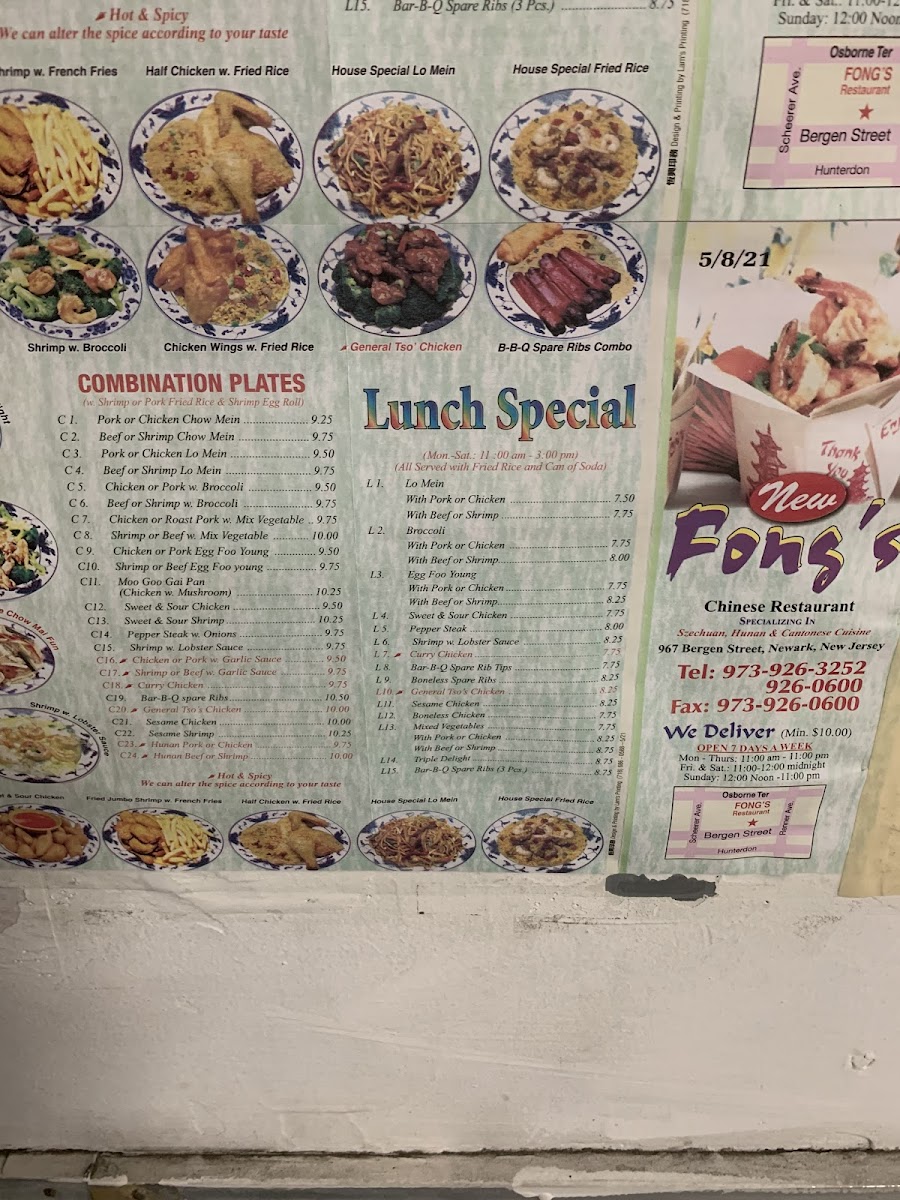 Hot & Spicy
We can alter the spice according to your taste
L15. Bar-B-Q Spare Ribs (3 Pcs.) 8.75
Sunday: 12:00 Noon
Osborne Ter
FONG'S
Restaurant
Scheerer Ave.
Bergen Street
Hunterdon
w. French Fries
Half Chicken w. Fried Rice
House Special Lo Mein
House Special Fried Rice
Design & Printing by Lam's Printing
Shrimp w. Broccoli
Chicken Wings w. Fried Rice
General Tso' Chicken
B-B-Q Spare Ribs Combo
COMBINATION PLATES
(w. Shrimp or Pork Fried Rice & Shrimp Egg Roll)
C 1. Pork or Chicken Chow Mein 9.25
C 2. Beef or Shrimp Chow Mein 9.75
C 3. Pork or Chicken Lo Mein 9.50
C 4. Beef or Shrimp Lo Mein 9.75
C 5. Chicken or Pork w. Broccoli 9.50
C 6. Beef or Shrimp w. Broccoli 9.75
C 7. Chicken or Roast Pork w. Mix Vegetable 9.75
C 8. Shrimp or Beef w. Mix Vegetable 10.00
C 9. Chicken or Pork Egg Foo Young 9.50
C10. Shrimp or Beef Egg Foo young 9.75
C11. Moo Goo Gai Pan
(Chicken w. Mushroom) 10.25
C12. Sweet & Sour Chicken 9.50
C13. Sweet & Sour Shrimp 10.25
C14. Pepper Steak w. Onions 9.75
C15. Shrimp w. Lobster Sauce 9.75
C16. Chicken or Pork w. Garlic Sauce 9.50
C17. Shrimp or Beef w. Garlic Sauce 9.75
C18. Curry Chicken 9.75
C19. Bar-B-Q spare Ribs 10.50
C20. General Tso's Chicken 10.00
C21. Sesame Chicken 10.00
C22. Sesame Shrimp 10.25
C23. Hunan Pork or Chicken 9.75
C24. Hunan Beef or Shrimp 10.00
Hot & Spicy
We can alter the spice according to your taste
Chow Mai Fun
Shrimp w. Lobster Sauce
Lunch Special
(Mon.-Sat.: 11 :00 am - 3:00 pm)
(All Served with Fried Rice and Can of Soda)
L 1. Lo Mein
With Pork or Chicken 7.50
With Beef or Shrimp 7.75
L 2. Broccoli
With Pork or Chicken 7.75
With Beef or Shrimp 8.00
L3. Egg Foo Young
With Pork or Chicken 7.75
With Beef or Shrimp 8.25
L 4. Sweet & Sour Chicken 7.75
L 5. Pepper Steak 8.00
L 6. Shrimp w. Lobster Sauce 8.25
L 7. Curry Chicken 7.75
L 8. Bar-B-Q Spare Rib Tips 7.75
L 9. Boneless Spare Ribs 8.25
L10. General Tso's Chicken 8.25
L11. Sesame Chicken 8.25
L12. Boneless Chicken 7.75
L13. Mixed Vegetables 7.75
With Pork or Chicken 8.25
With Beef or Shrimp 8.75
L14. Triple Delight 8.75
L15. Bar-B-Q Spare Ribs (3 Pcs.) 8.75
& Sour Chicken
Fried Jumbo Shrimp w. French Fries
Half Chicken w. Fried Rice
House Special Lo Mein
House Special Fried Rice
5/8/21
Thank
You
New
Fong's
Chinese Restaurant
SPECIALIZING IN
Szechuan, Hunan & Cantonese Cuisine
967 Bergen Street, Newark, New Jersey
Tel: 973-926-3252
926-0600
Fax: 973-926-0600
We Deliver (Min. $10.00)
OPEN 7 DAYS A WEEK
Mon - Thurs: 11:00 am - 11:00 pm
Fri. & Sat.: 11:00-12:00 midnight
Sunday: 12:00 Noon -11:00 pm
Osborne Ter
Scheerer Ave.
FONG'S
Restaurant
Bergen Street
Hunterdon